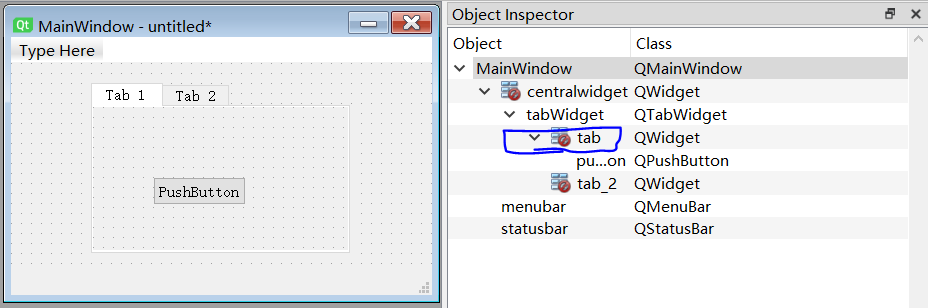 Qt MainWindow - untitled*
Type Here
Tab 1 Tab 2
PushButton
Object Inspector
Object Class
MainWindow QMainWindow
centralwidget QWidget
tabWidget QTabWidget
tab QWidget
pu...on QPushButton
tab_2 QWidget
menubar QMenuBar
statusbar QStatusBar